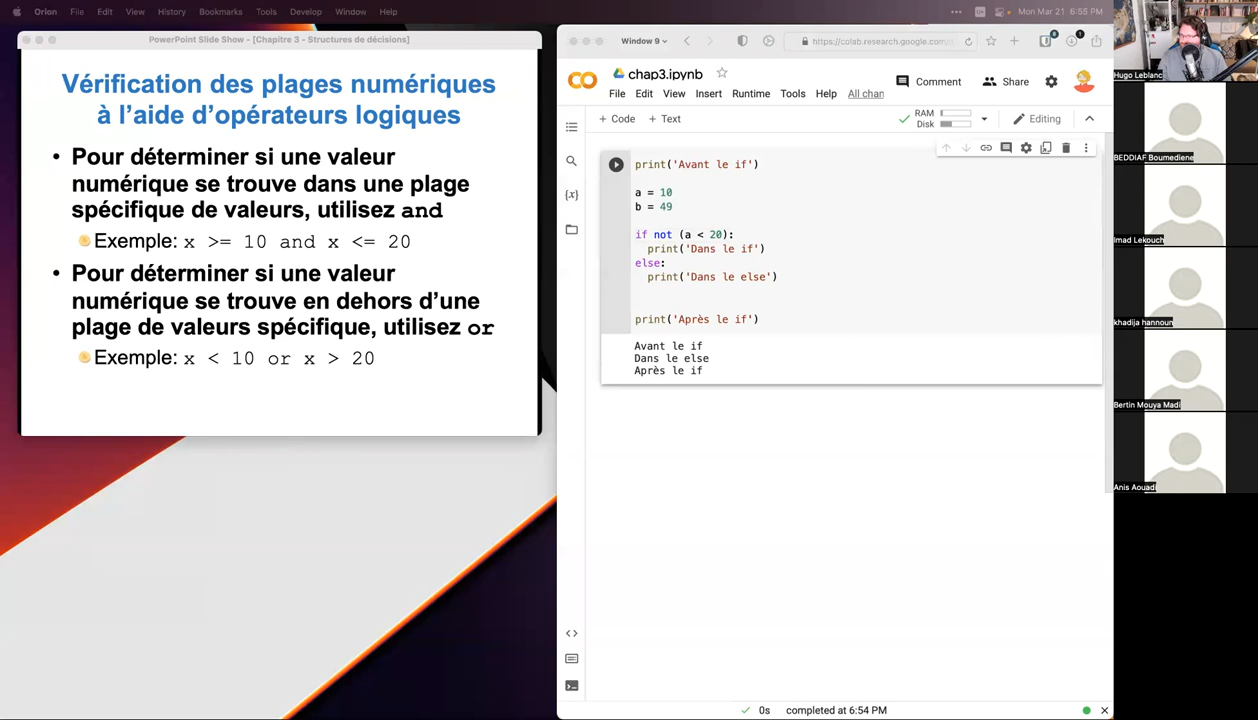 Orion File Edit View History Bookmarks Tools Develop Window Help
Mon Mar 21 6:55 PM
PowerPoint Slide Show - [Chapitre 3 - Structures de décisions]
Vérification des plages numériques
à l’aide d’opérateurs logiques
• Pour déterminer si une valeur
numérique se trouve dans une plage
spécifique de valeurs, utilisez and
Exemple: x >= 10 and x <= 20
• Pour déterminer si une valeur
numérique se trouve en dehors d’une
plage de valeurs spécifique, utilisez or
Exemple: x < 10 or x > 20
Window 9
https://colab.research.google.com/
8
1
chap3.ipynb
Comment
Share
File Edit View Insert Runtime Tools Help All chan
+ Code + Text
RAM
Disk
Editing
{x}
print('Avant le if')
a = 10
b = 49
if not (a < 20):
print('Dans le if')
else:
print('Dans le else')
print('Après le if')
Avant le if
Dans le else
Après le if
0s completed at 6:54 PM
Hugo Leblanc
BEDDIAF Boumediene
Imad Lekouch
khadija hannoun
Bertin Mouya Madi
Anis Aouadi